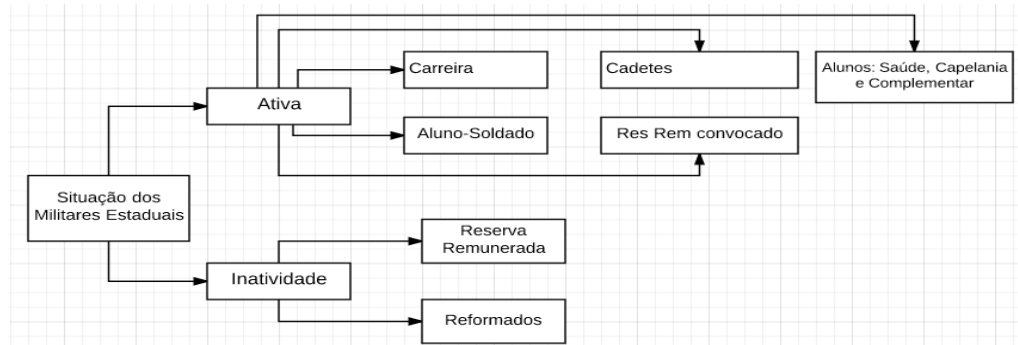 Carreira
Cadetes
Alunos: Saúde, Capelania
e Complementar
Ativa
Aluno-Soldado
Res Rem convocado
Situação dos
Militares Estaduais
Reserva
Remunerada
Inatividade
Reformados